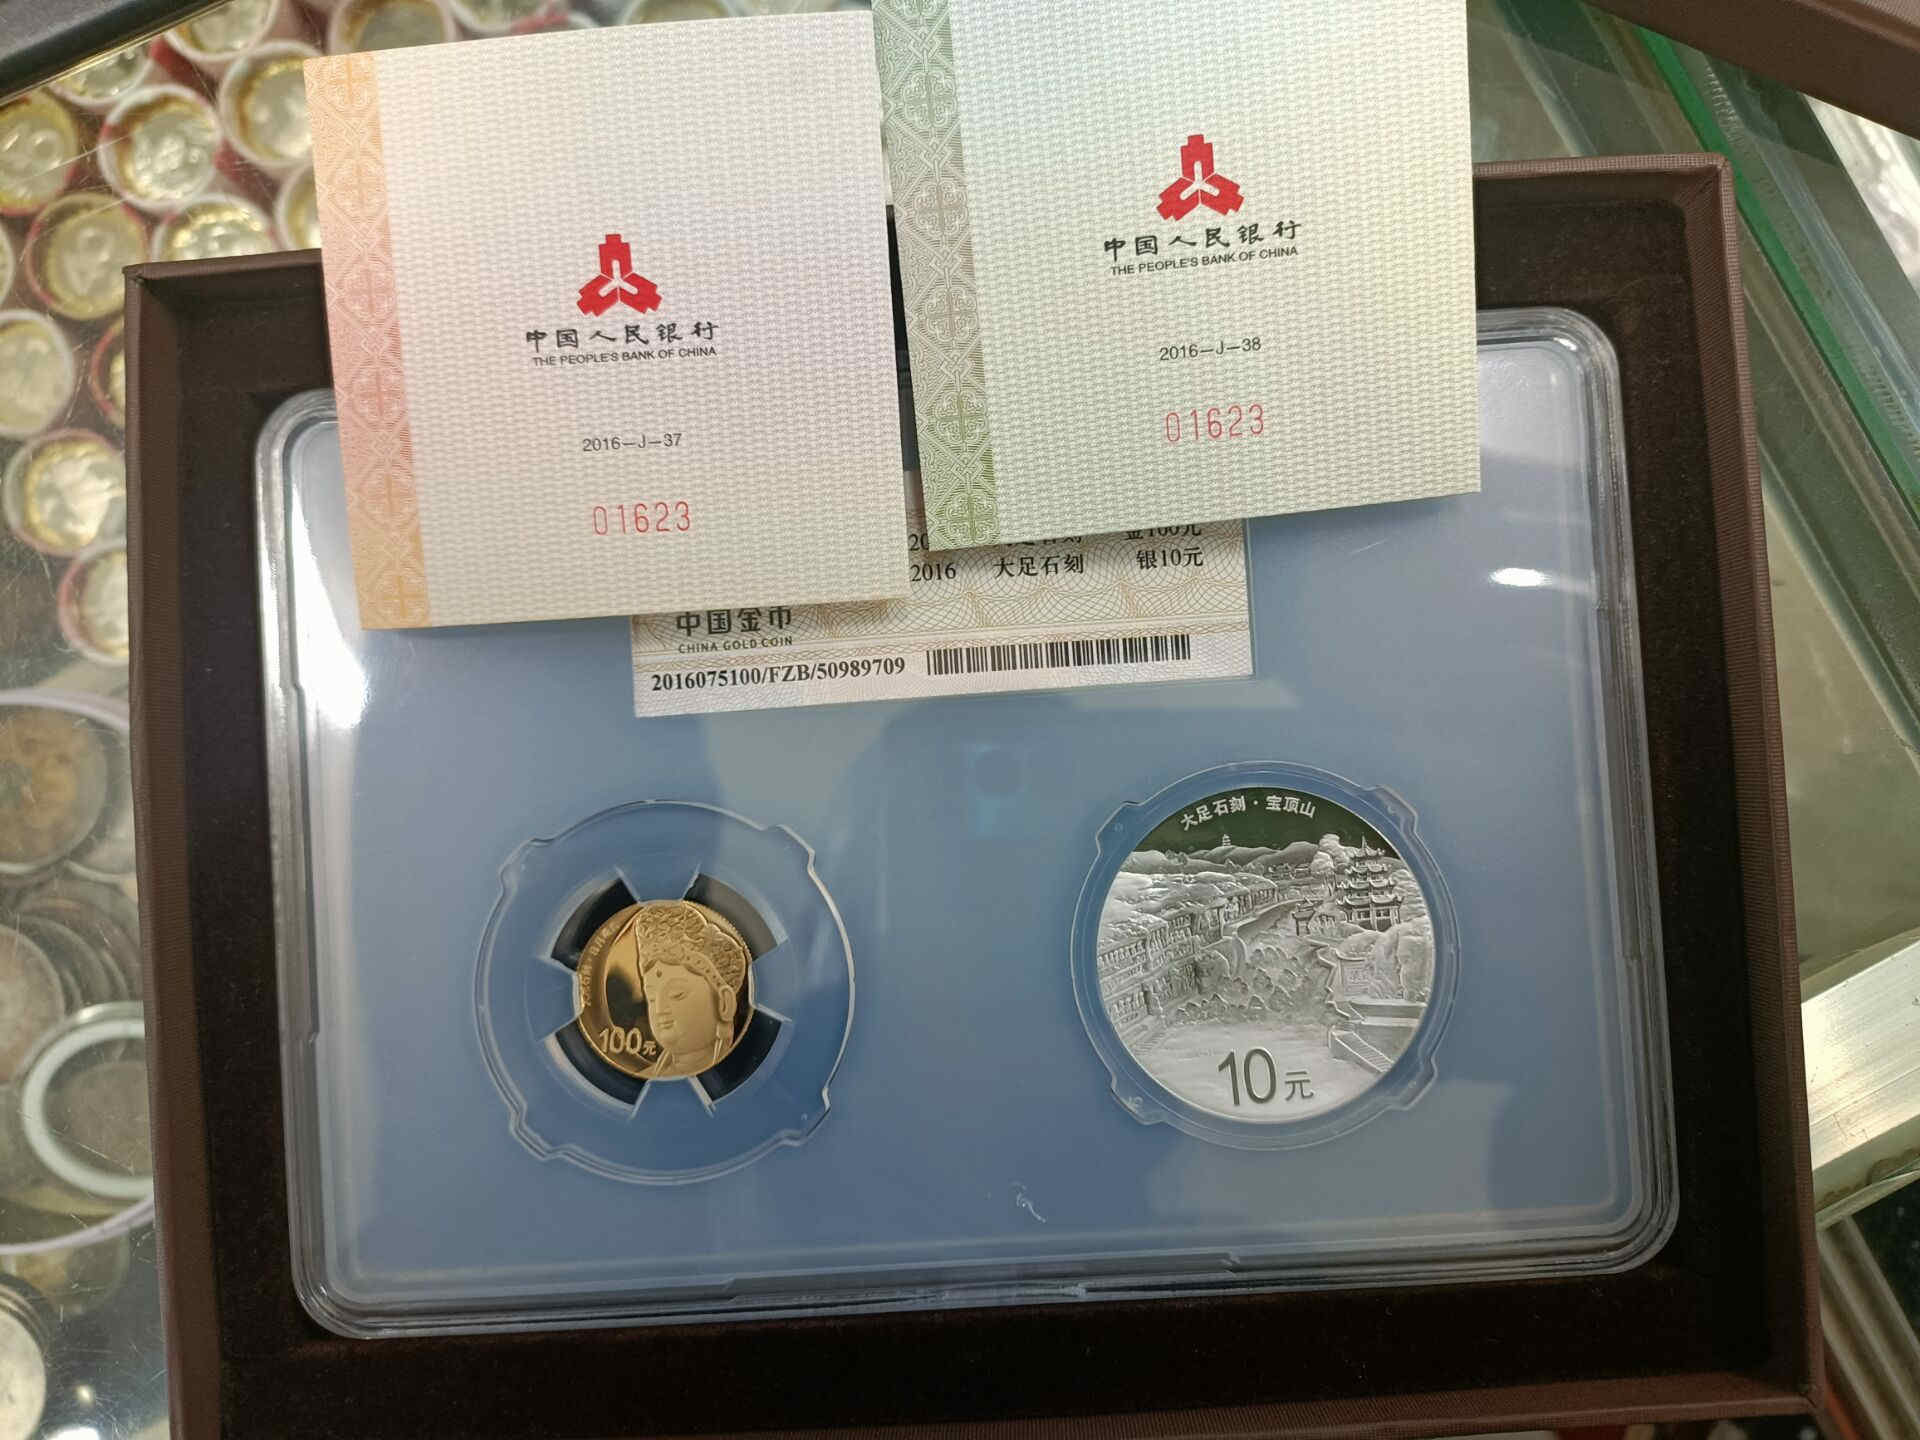 中国人民银行
THE PEOPLE'S BANK OF CHINA
2016-J-37
01623
中国人民银行
THE PEOPLE'S BANK OF CHINA
2016-J-38
01623
金100元
2016 大足石刻 银10元
中国金币
CHINA GOLD COIN
2016075100/FZB/50989709
100元
大足石刻·宝顶山
10元